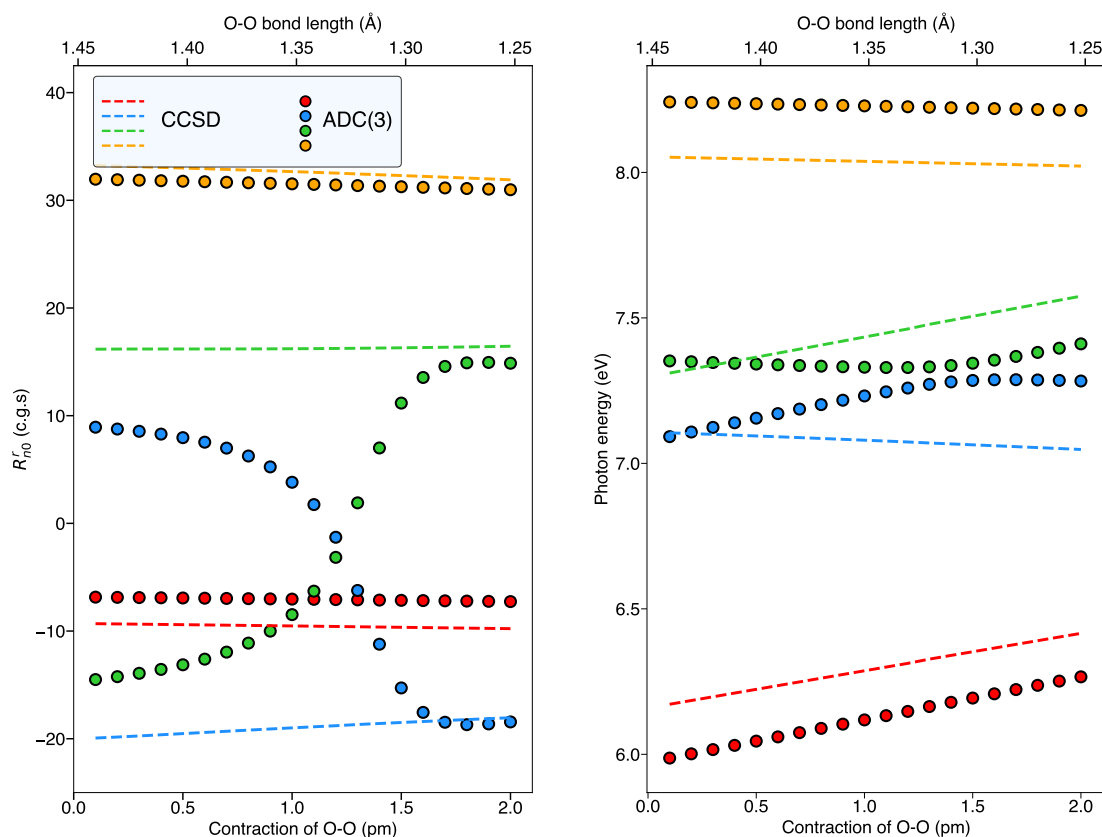 O-O bond length (Å)
1.45 1.40 1.35 1.30 1.25
CCSD ADC(3)
40
30
20
10
0
−10
−20
R^r_{n0} (c.g.s)
0.0 0.5 1.0 1.5 2.0
Contraction of O-O (pm)
O-O bond length (Å)
1.45 1.40 1.35 1.30 1.25
8.0
7.5
7.0
6.5
6.0
Photon energy (eV)
0.0 0.5 1.0 1.5 2.0
Contraction of O-O (pm)